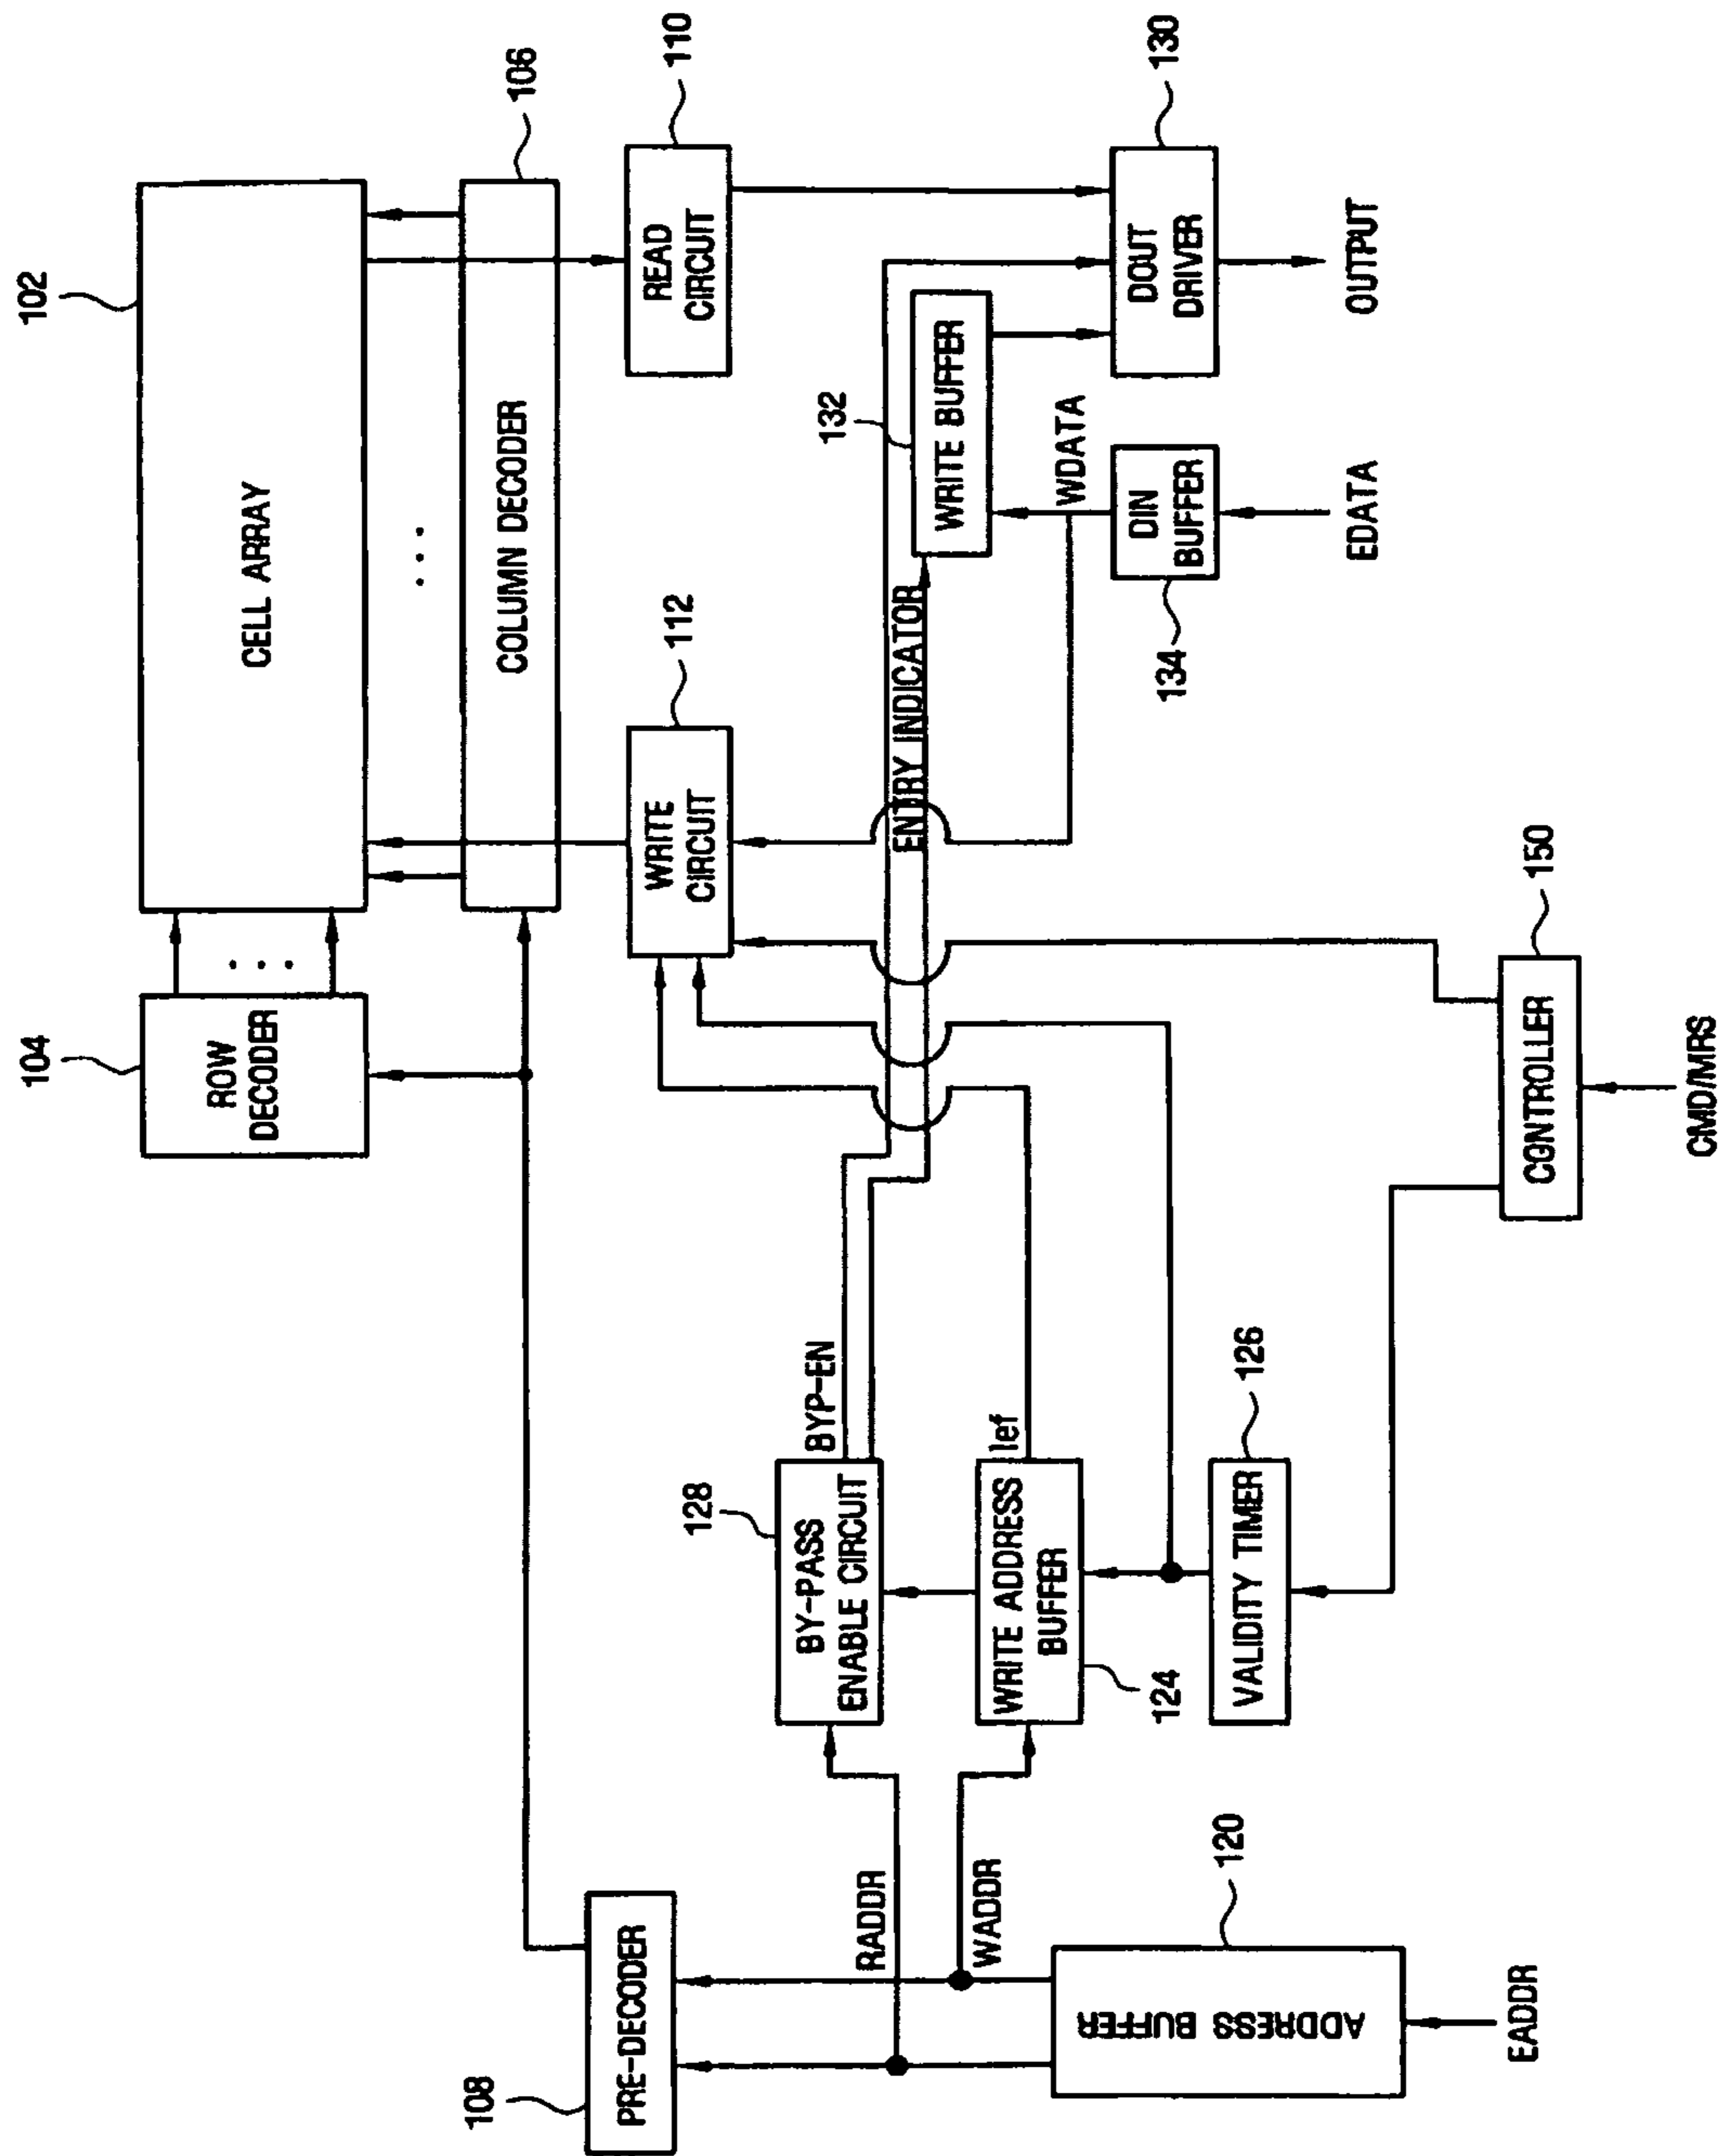 102
CELL ARRAY
104
ROW
DECODER
. . .
. . .
106
COLUMN DECODER
108
PRE-DECODER
110
READ
CIRCUIT
112
WRITE
CIRCUIT
128
BY-PASS
ENABLE CIRCUIT
BYP-EN
ENTRY INDICATOR
RADDR
WADDR
WRITE ADDRESS
BUFFER
lef
124
132
WRITE BUFFER
WDATA
130
DOUT
DRIVER
OUTPUT
DIN
BUFFER
134
EDATA
120
ADDRESS BUFFER
EADDR
VALIDITY TIMER
126
150
CONTROLLER
CMD/MRS